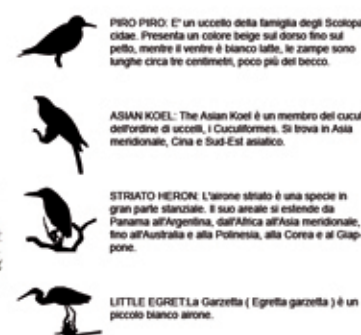 PIRO PIRO: E' un uccello della famiglia degli Scolopa
cidae. Presenta un colore beige sul dorso fino sul
petto, mentre il ventre è bianco latte, le zampe sono
lunghe circa tre centimetri, poco più del becco.
ASIAN KOEL: The Asian Koel è un membro del cucul
dell'ordine di uccelli, i Cuculiformes. Si trova in Asia
meridionale, Cina e Sud-Est asiatico.
STRIATO HERON: L'airone striato è una specie in
gran parte stanziale. Il suo areale si estende da
Panama all'Argentina, dall'Africa all'Asia meridionale,
fino all'Australia e alla Polinesia, alla Corea e al Giap-
pone.
LITTLE EGRET:La Garzetta ( Egretta garzetta ) è un
piccolo bianco airone.